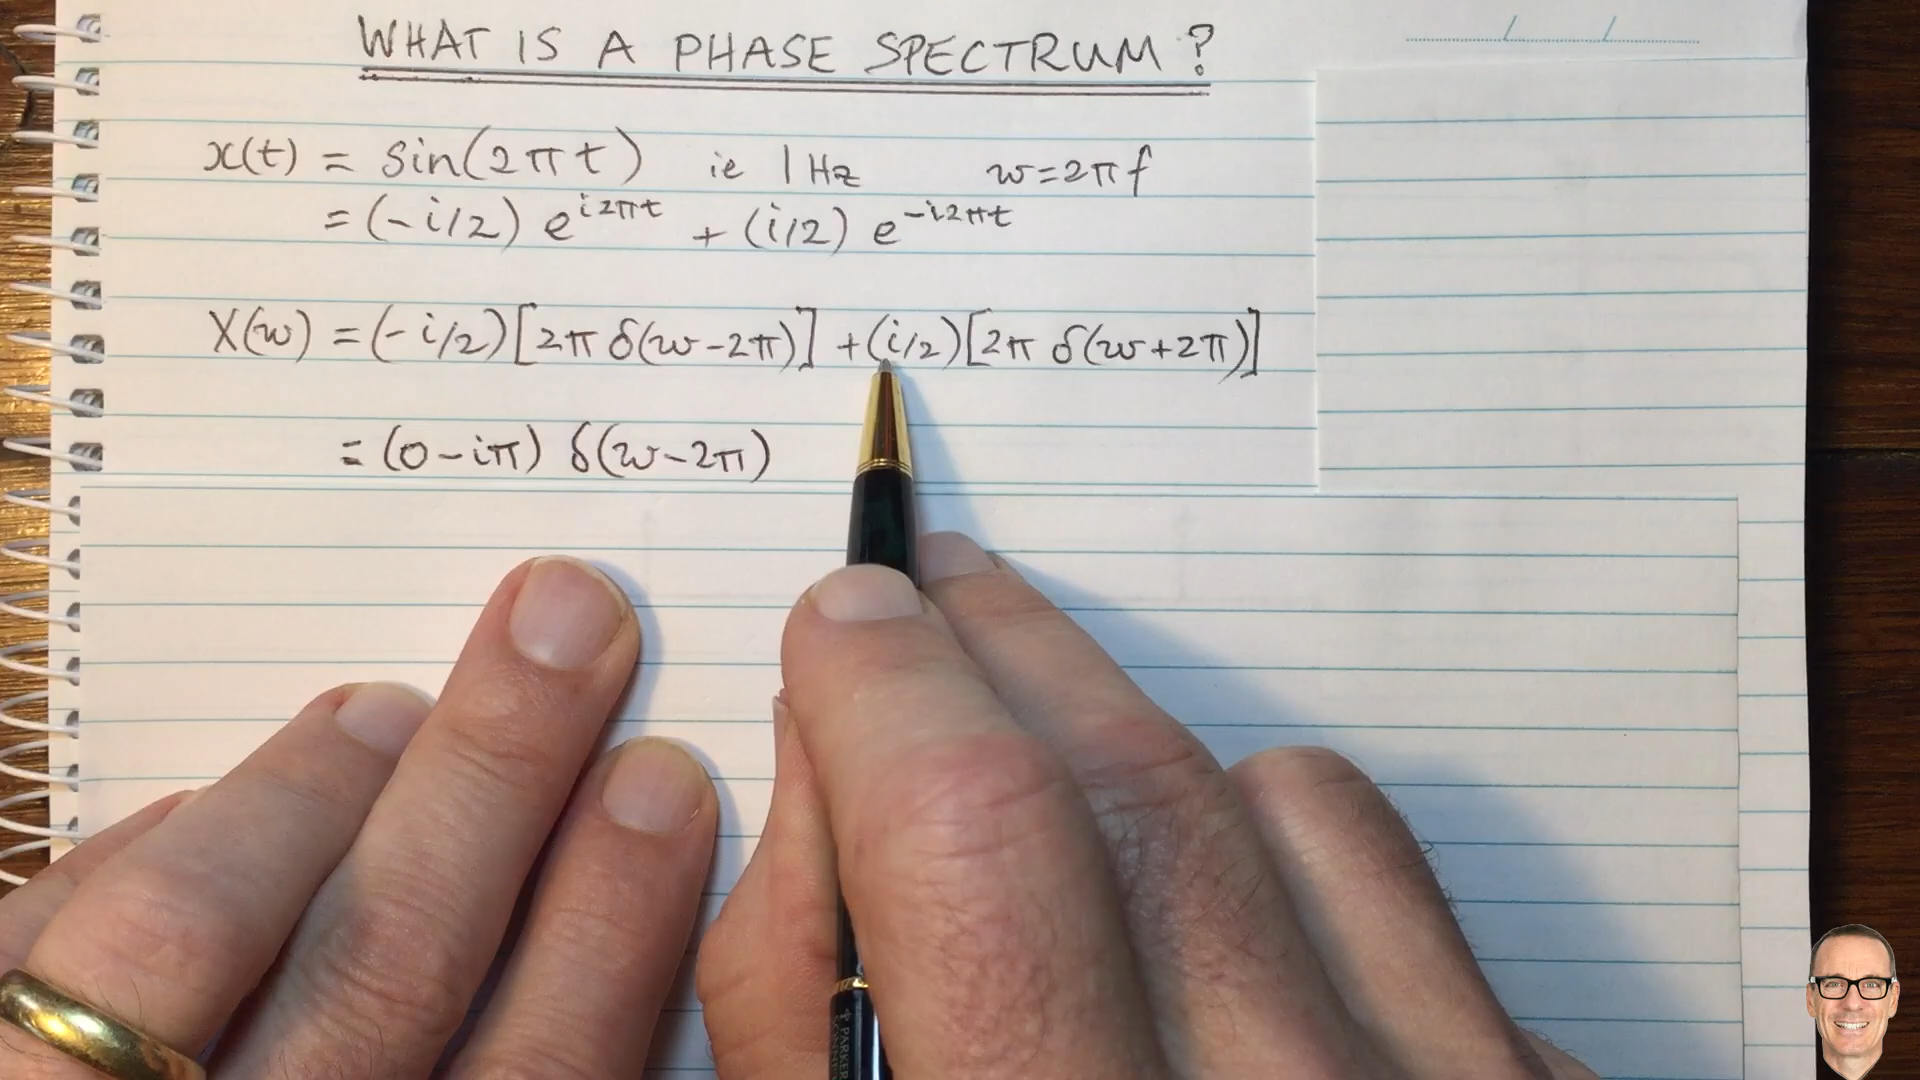 WHAT IS A PHASE SPECTRUM?
x(t) = sin(2πt) ie 1Hz w=2πf
= (-i/2) e^{i2πt} + (i/2) e^{-i2πt}
X(w) = (-i/2)[2π δ(w-2π)] + (i/2)[2π δ(w+2π)]
= (0-iπ) δ(w-2π)
PARKER